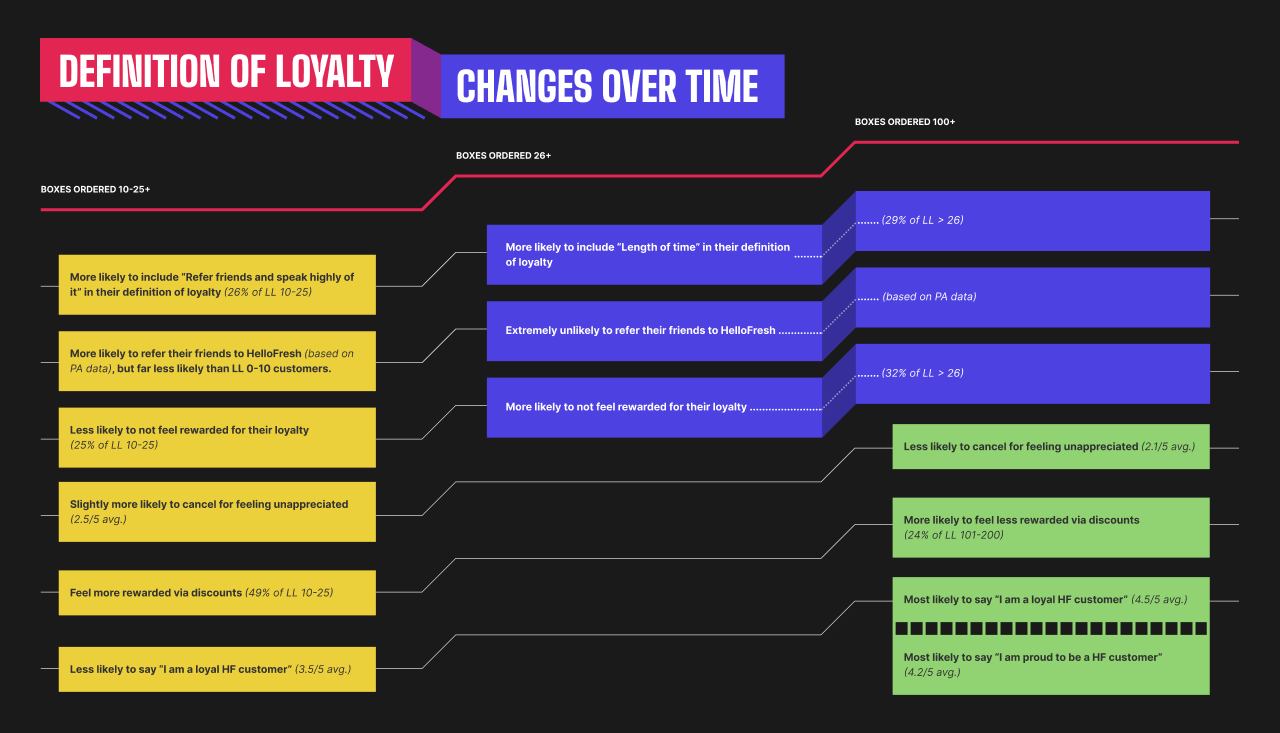 DEFINITION OF LOYALTY
CHANGES OVER TIME
BOXES ORDERED 10-25+
BOXES ORDERED 26+
BOXES ORDERED 100+
More likely to include “Refer friends and speak highly of
it” in their definition of loyalty (26% of LL 10-25)
More likely to refer their friends to HelloFresh (based on
PA data), but far less likely than LL 0-10 customers.
Less likely to not feel rewarded for their loyalty
(25% of LL 10-25)
Slightly more likely to cancel for feeling unappreciated
(2.5/5 avg.)
Feel more rewarded via discounts (49% of LL 10-25)
Less likely to say “I am a loyal HF customer” (3.5/5 avg.)
More likely to include “Length of time” in their definition
of loyalty ........ ....... (29% of LL > 26)
Extremely unlikely to refer their friends to HelloFresh ............. ....... (based on PA data)
More likely to not feel rewarded for their loyalty ...................... ....... (32% of LL > 26)
Less likely to cancel for feeling unappreciated (2.1/5 avg.)
More likely to feel less rewarded via discounts
(24% of LL 101-200)
Most likely to say “I am a loyal HF customer” (4.5/5 avg.)
Most likely to say “I am proud to be a HF customer”
(4.2/5 avg.)